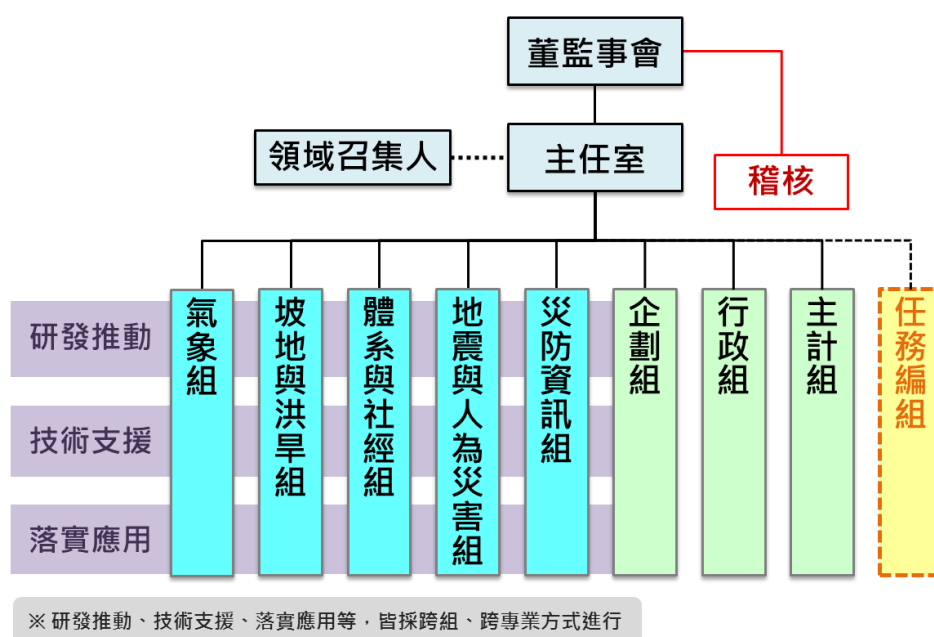 董監事會
領域召集人
主任室
稽核
研發推動
技術支援
落實應用
氣象組
坡地與洪旱組
體系與社經組
地震與人為災害組
災防資訊組
企劃組
行政組
主計組
任務編組
※ 研發推動、技術支援、落實應用等，皆採跨組、跨專業方式進行